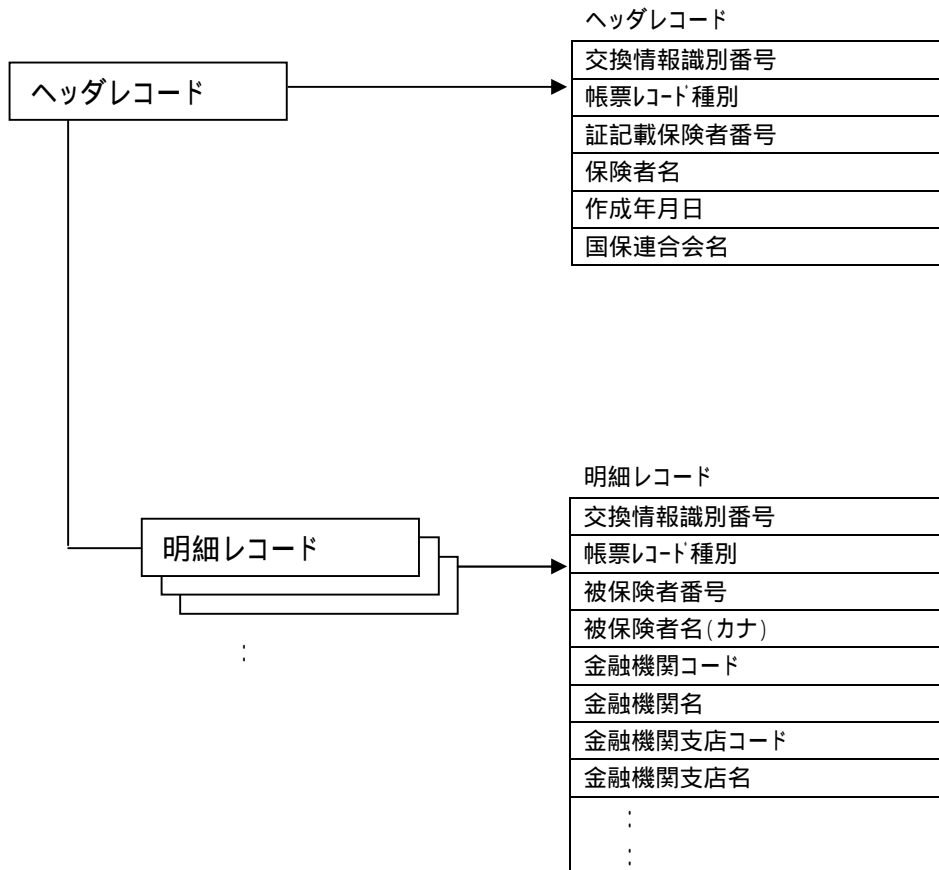 ヘッダレコード
ヘッダレコード
交換情報識別番号
帳票ﾚｺｰﾄﾞ種別
証記載保険者番号
保険者名
作成年月日
国保連合会名
明細レコード
:
明細レコード
交換情報識別番号
帳票ﾚｺｰﾄﾞ種別
被保険者番号
被保険者名(カナ)
金融機関コード
金融機関名
金融機関支店コード
金融機関支店名
:
: